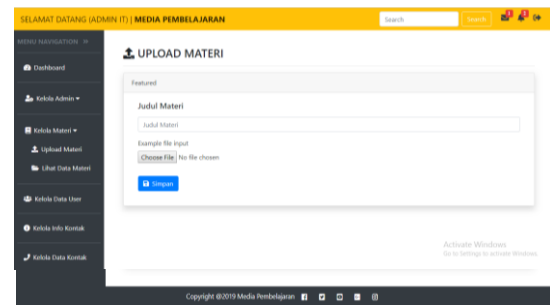 SELAMAT DATANG (ADMIN IT) | MEDIA PEMBELAJARAN
Search
Search
MENU NAVIGATION
Dashboard
Kelola Admin
Kelola Materi
Upload Materi
Lihat Data Materi
Kelola Data User
Kelola Info Kontak
Kelola Data Kontak
UPLOAD MATERI
Featured
Judul Materi
Judul Materi
Example file input
Choose File No file chosen
Simpan
Activate Windows
Go to Settings to activate Windows.
Copyright @2019 Media Pembelajaran